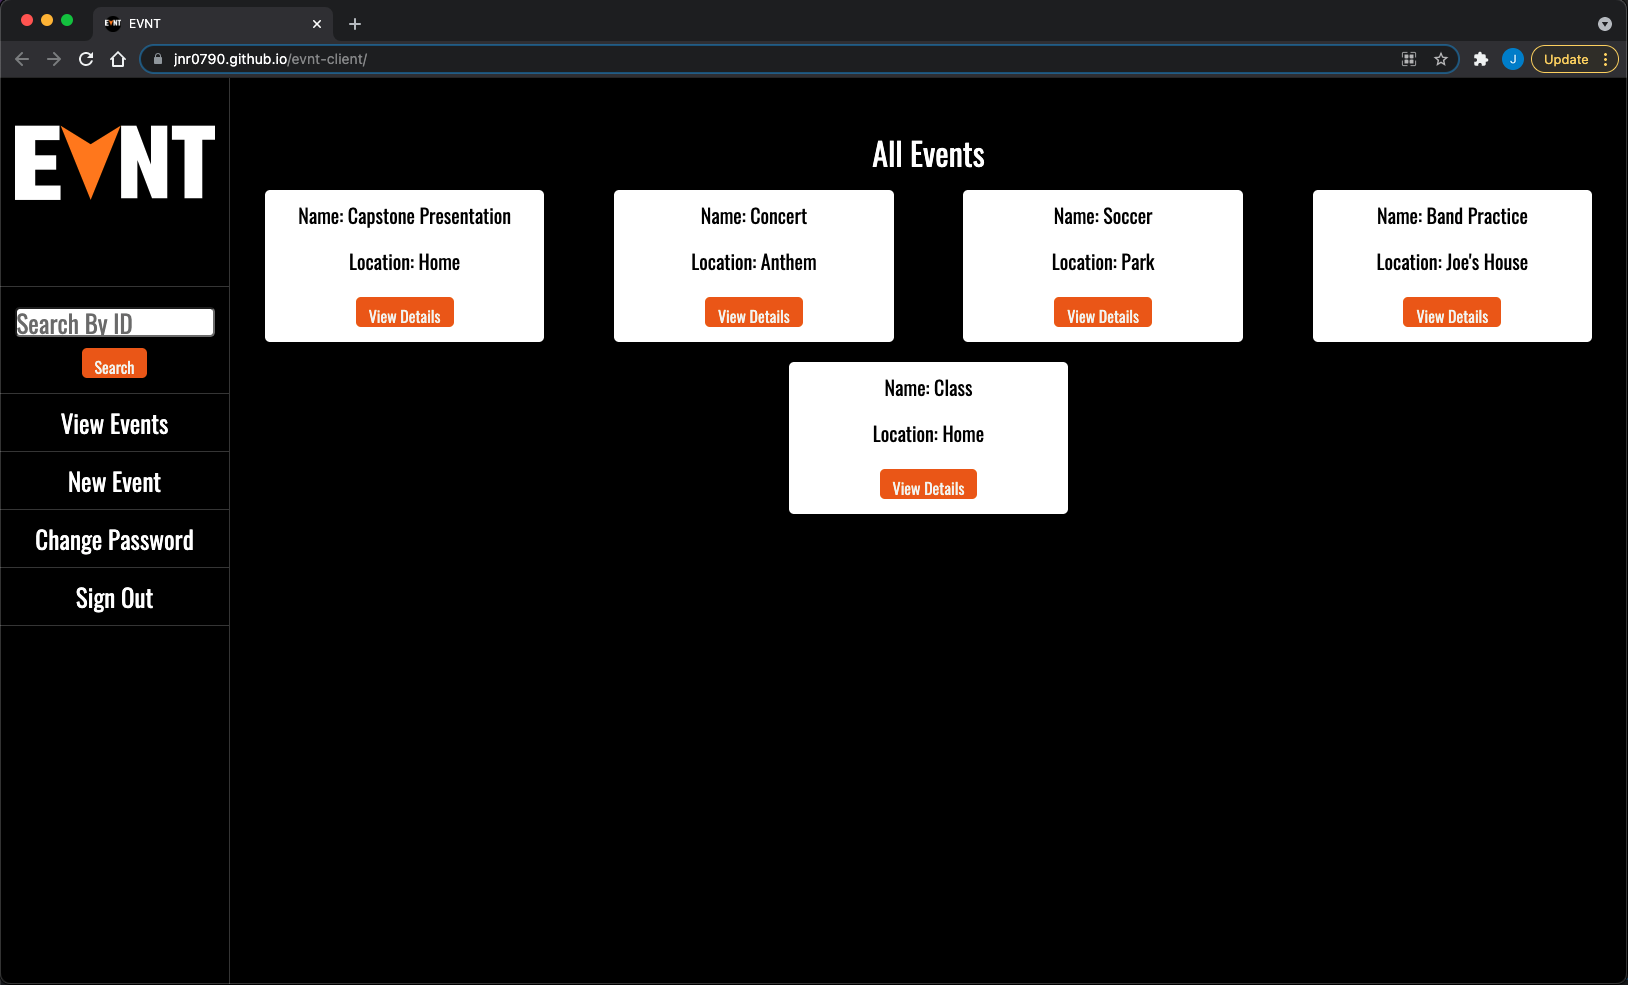 EVNT
jnr0790.github.io/evnt-client/
J
Update
EVNT
Search By ID
Search
View Events
New Event
Change Password
Sign Out
All Events
Name: Capstone Presentation
Location: Home
View Details
Name: Concert
Location: Anthem
View Details
Name: Soccer
Location: Park
View Details
Name: Band Practice
Location: Joe's House
View Details
Name: Class
Location: Home
View Details